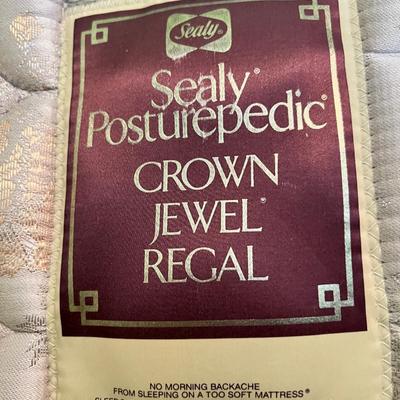 Sealy®
Sealy®
Posturepedic®
CROWN
JEWEL®
REGAL
NO MORNING BACKACHE
FROM SLEEPING ON A TOO SOFT MATTRESS®